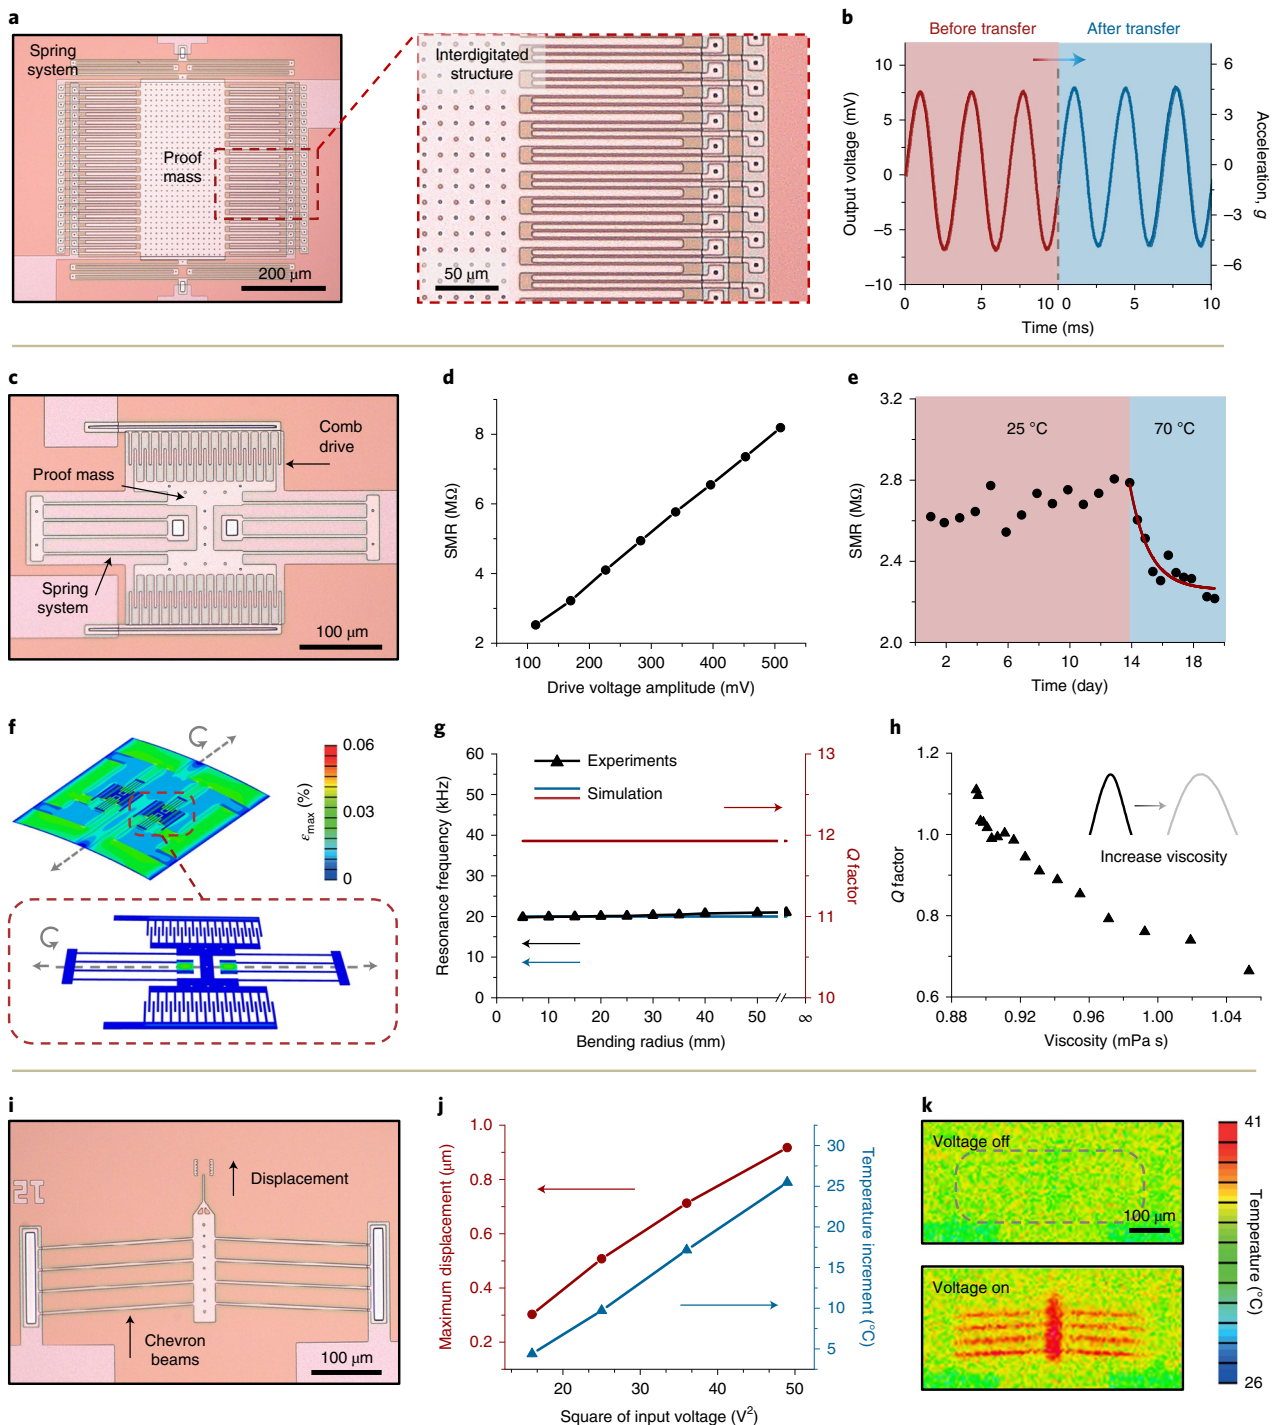 a
Spring
system
Proof
mass
200 μm
Interdigitated
structure
50 μm
b
Before transfer
After transfer
Output voltage (mV)
10
5
0
–5
–10
6
3
0
–3
–6
Acceleration, g
0
5
10
0
5
10
Time (ms)
c
Proof mass
Comb
drive
Spring
system
100 μm
d
SMR (MΩ)
8
6
4
2
100
200
300
400
500
Drive voltage amplitude (mV)
e
25 °C
70 °C
SMR (MΩ)
3.2
2.8
2.4
2.0
2
6
10
14
18
Time (day)
f
0.06
0.03
0
εmax (%)
g
Experiments
Simulation
Resonance frequency (kHz)
60
50
40
30
20
10
0
13
12
11
10
Q factor
0
10
20
30
40
50
∞
Bending radius (mm)
h
Increase viscosity
Q factor
1.2
1.0
0.8
0.6
0.88
0.92
0.96
1.00
1.04
Viscosity (mPa s)
i
Displacement
21
Chevron
beams
100 μm
j
Maximum displacement (μm)
1.0
0.8
0.6
0.4
0.2
30
25
20
15
10
5
Temperature increment (°C)
20
30
40
50
Square of input voltage (V²)
k
Voltage off
100 μm
Voltage on
41
26
Temperature (°C)